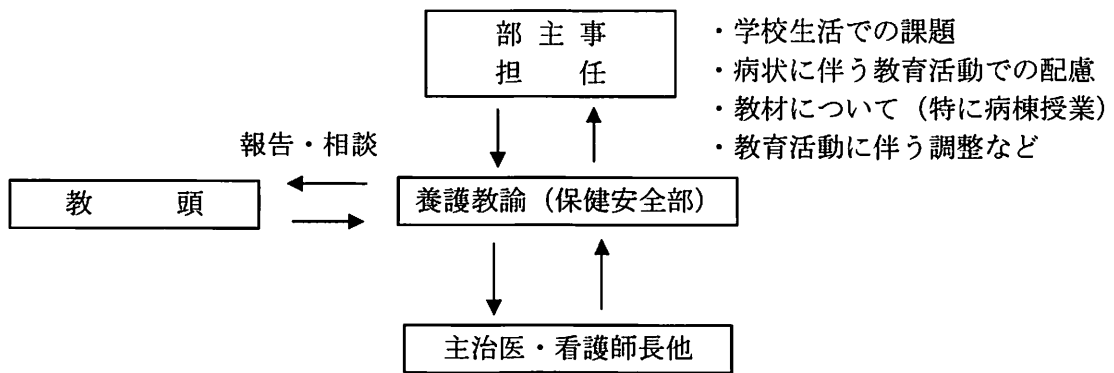 部主事
担任
・学校生活での課題
・病状に伴う教育活動での配慮
・教材について（特に病棟授業）
・教育活動に伴う調整など
報告・相談
教頭
養護教諭（保健安全部）
主治医・看護師長他